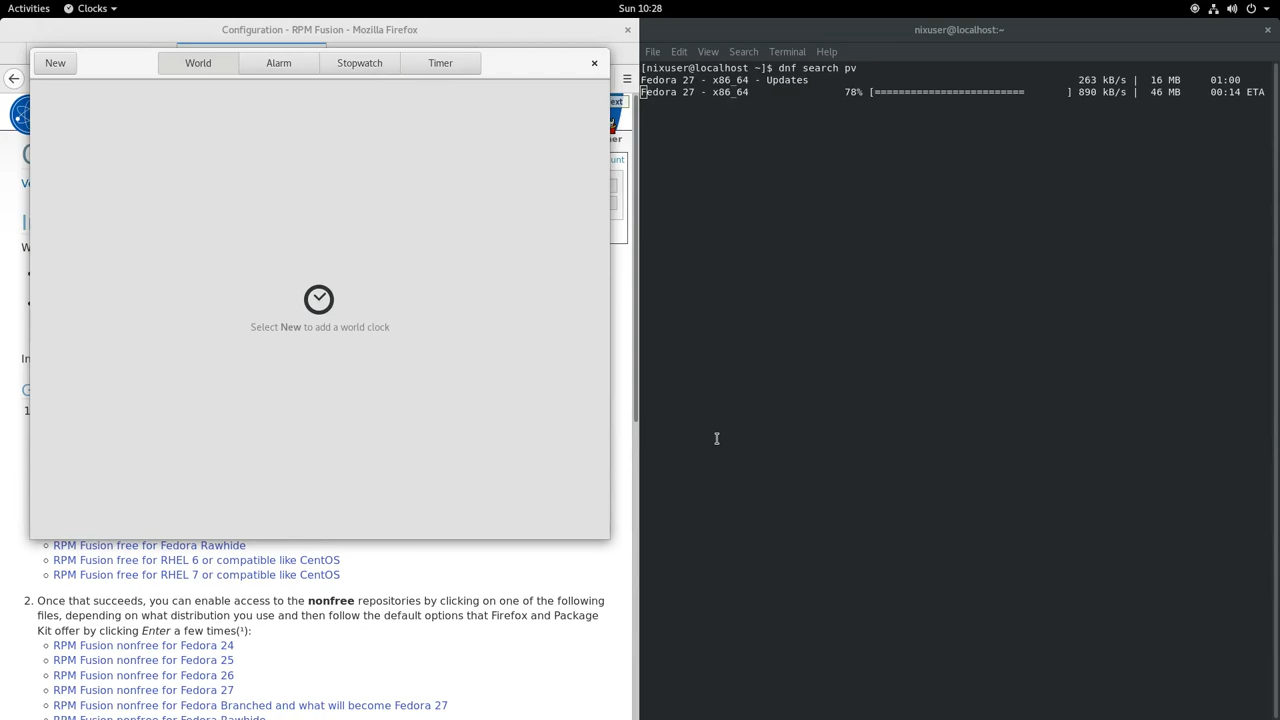 Activities
Clocks
Sun 10:28
Configuration - RPM Fusion - Mozilla Firefox
New
World
Alarm
Stopwatch
Timer
Select New to add a world clock
RPM Fusion free for Fedora Rawhide
RPM Fusion free for RHEL 6 or compatible like CentOS
RPM Fusion free for RHEL 7 or compatible like CentOS
2. Once that succeeds, you can enable access to the nonfree repositories by clicking on one of the following
files, depending on what distribution you use and then follow the default options that Firefox and Package
Kit offer by clicking Enter a few times(¹):
RPM Fusion nonfree for Fedora 24
RPM Fusion nonfree for Fedora 25
RPM Fusion nonfree for Fedora 26
RPM Fusion nonfree for Fedora 27
RPM Fusion nonfree for Fedora Branched and what will become Fedora 27
RPM Fusion nonfree for Fedora Rawhide
nixuser@localhost:~
File Edit View Search Terminal Help
[nixuser@localhost ~]$ dnf search pv
Fedora 27 - x86_64 - Updates 263 kB/s | 16 MB 01:00
Fedora 27 - x86_64 78% [========================= ] 890 kB/s | 46 MB 00:14 ETA